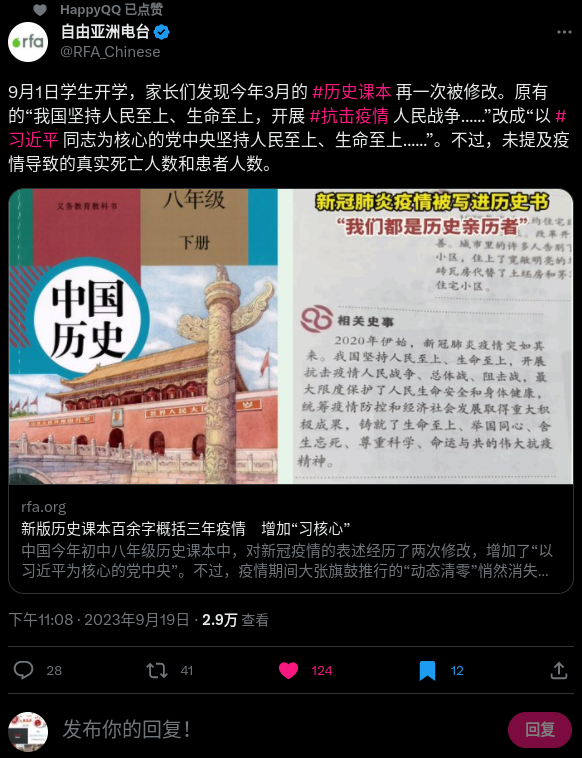 HappyQQ 已点赞
rfa
自由亚洲电台
@RFA_Chinese
9月1日学生开学，家长们发现今年3月的 #历史课本 再一次被修改。原有
的“我国坚持人民至上、生命至上，开展 #抗击疫情 人民战争......”改成“以 #
习近平 同志为核心的党中央坚持人民至上、生命至上......”。不过，未提及疫
情导致的真实死亡人数和患者人数。
义务教育教科书
八年级
下册
中国
历史
新冠肺炎疫情被写进历史书
“我们都是历史亲历者”
善。城市里的许多人告别了
小区，住上了宽敞明亮的
砖瓦房代替了土坯房和茅
住宅小区。
相关史事
2020年伊始，新冠肺炎疫情突如其
来。我国坚持人民至上、生命至上，开展
抗击疫情人民战争、总体战、阻击战，最
大限度保护了人民生命安全和身体健康，
统筹疫情防控和经济社会发展取得重大积
极成果，铸就了生命至上、举国同心、舍
生忘死、尊重科学、命运与共的伟大抗疫
精神。
rfa.org
新版历史课本百余字概括三年疫情　增加“习核心”
中国今年初中八年级历史课本中，对新冠疫情的表述经历了两次修改，增加了“以
习近平为核心的党中央”。不过，疫情期间大张旗鼓推行的“动态清零”悄然消失...
下午11:08 · 2023年9月19日 · 2.9万 查看
28 41 124 12
发布你的回复！
回复